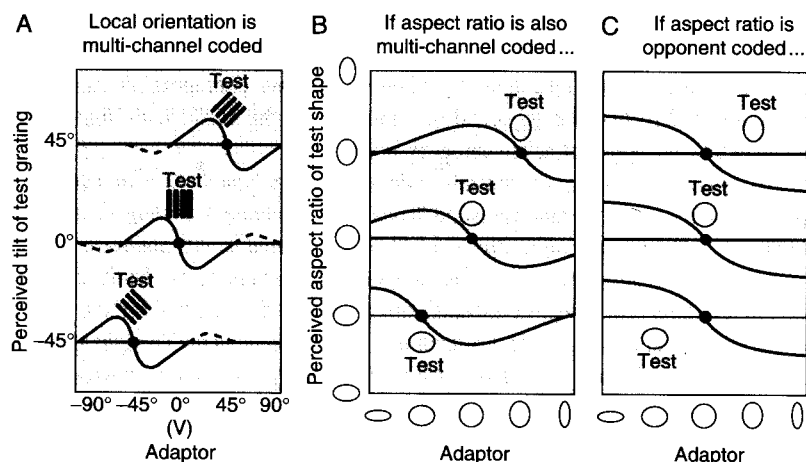 A
Local orientation is
multi-channel coded
Perceived tilt of test grating
45°
0°
−45°
Test
Test
Test
−90° −45° 0° 45° 90°
(V)
Adaptor
B
If aspect ratio is also
multi-channel coded ...
Perceived aspect ratio of test shape
Test
Test
Test
Adaptor
C
If aspect ratio is
opponent coded ...
Test
Test
Test
Adaptor